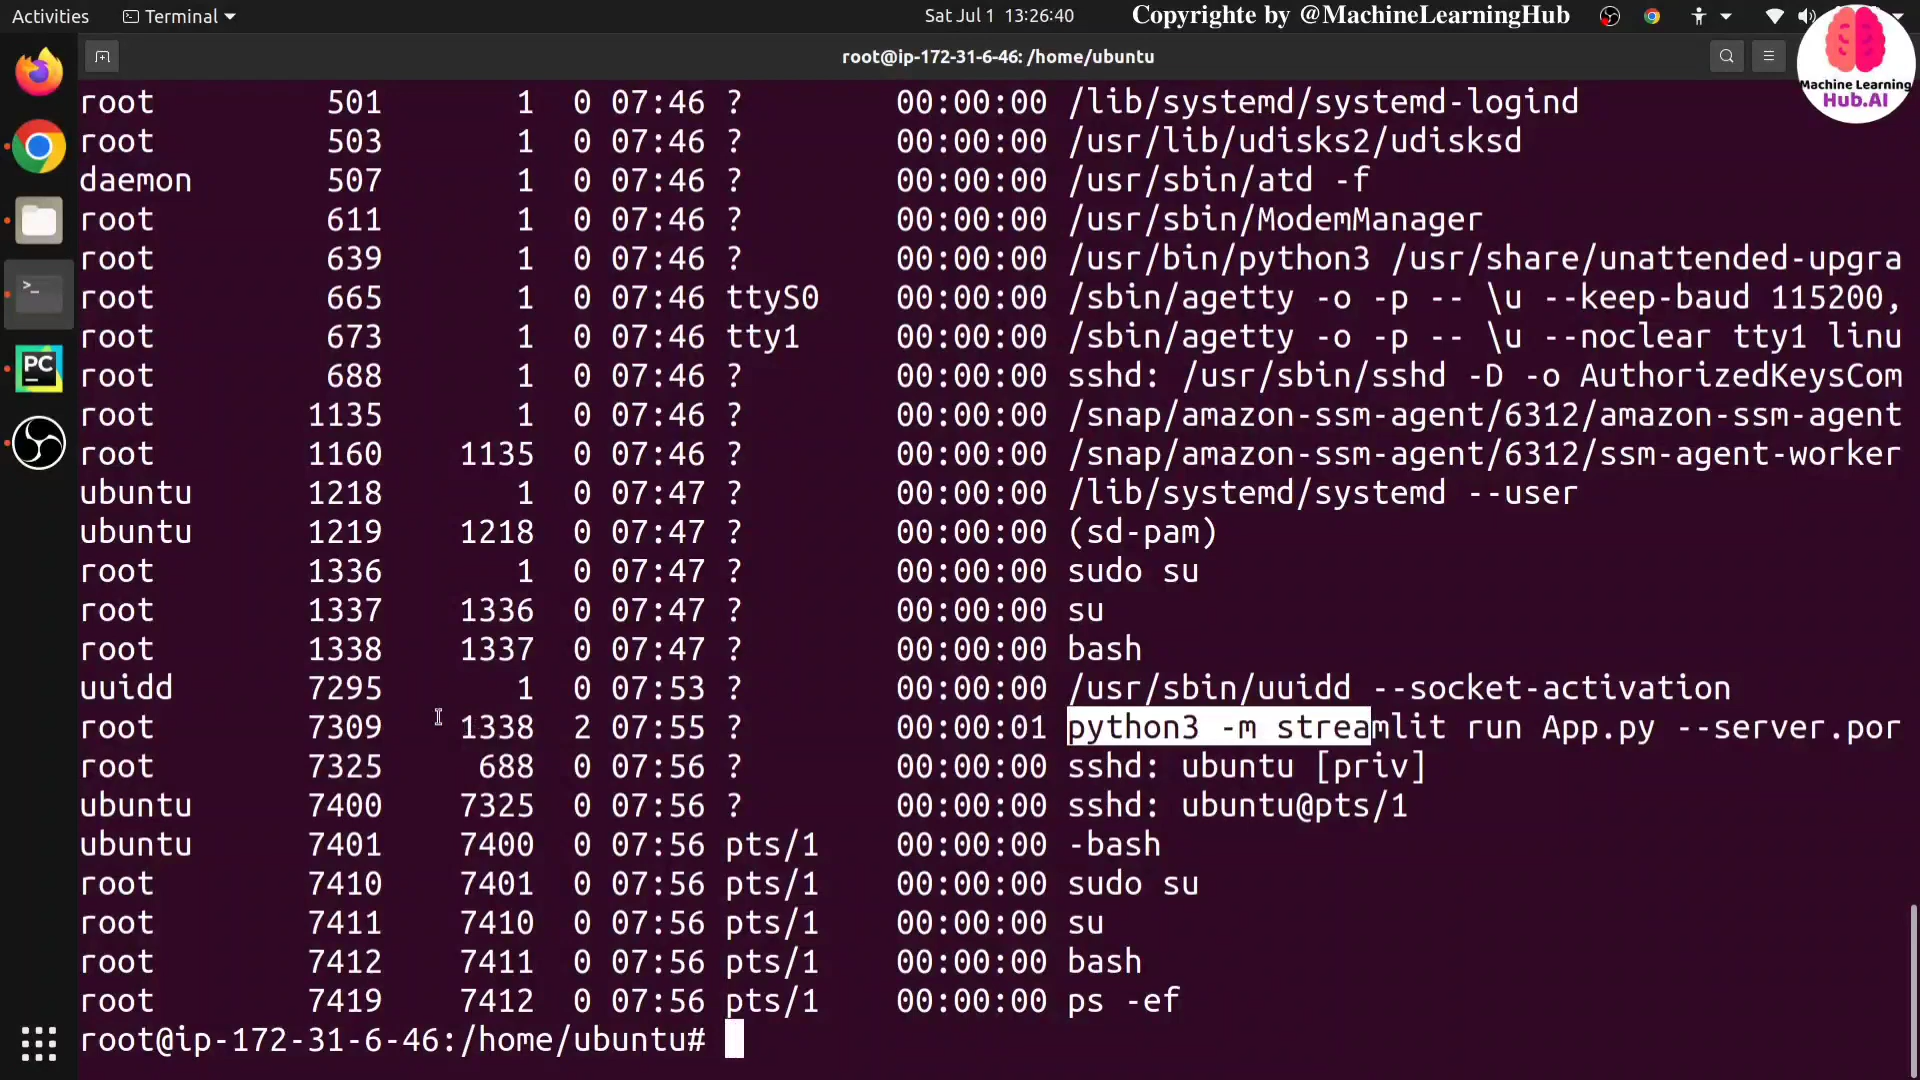 Activities Terminal Sat Jul 1 13:26:40 Copyrighte by @MachineLearningHub
root@ip-172-31-6-46: /home/ubuntu
Machine Learning
Hub.AI
root 501 1 0 07:46 ? 00:00:00 /lib/systemd/systemd-logind
root 503 1 0 07:46 ? 00:00:00 /usr/lib/udisks2/udisksd
daemon 507 1 0 07:46 ? 00:00:00 /usr/sbin/atd -f
root 611 1 0 07:46 ? 00:00:00 /usr/sbin/ModemManager
root 639 1 0 07:46 ? 00:00:00 /usr/bin/python3 /usr/share/unattended-upgra
root 665 1 0 07:46 ttyS0 00:00:00 /sbin/agetty -o -p -- \u --keep-baud 115200,
root 673 1 0 07:46 tty1 00:00:00 /sbin/agetty -o -p -- \u --noclear tty1 linu
root 688 1 0 07:46 ? 00:00:00 sshd: /usr/sbin/sshd -D -o AuthorizedKeysCom
root 1135 1 0 07:46 ? 00:00:00 /snap/amazon-ssm-agent/6312/amazon-ssm-agent
root 1160 1135 0 07:46 ? 00:00:00 /snap/amazon-ssm-agent/6312/ssm-agent-worker
ubuntu 1218 1 0 07:47 ? 00:00:00 /lib/systemd/systemd --user
ubuntu 1219 1218 0 07:47 ? 00:00:00 (sd-pam)
root 1336 1 0 07:47 ? 00:00:00 sudo su
root 1337 1336 0 07:47 ? 00:00:00 su
root 1338 1337 0 07:47 ? 00:00:00 bash
uuidd 7295 1 0 07:53 ? 00:00:00 /usr/sbin/uuidd --socket-activation
root 7309 1338 2 07:55 ? 00:00:01 python3 -m streamlit run App.py --server.por
root 7325 688 0 07:56 ? 00:00:00 sshd: ubuntu [priv]
ubuntu 7400 7325 0 07:56 ? 00:00:00 sshd: ubuntu@pts/1
ubuntu 7401 7400 0 07:56 pts/1 00:00:00 -bash
root 7410 7401 0 07:56 pts/1 00:00:00 sudo su
root 7411 7410 0 07:56 pts/1 00:00:00 su
root 7412 7411 0 07:56 pts/1 00:00:00 bash
root 7419 7412 0 07:56 pts/1 00:00:00 ps -ef
root@ip-172-31-6-46:/home/ubuntu#
PC
>_